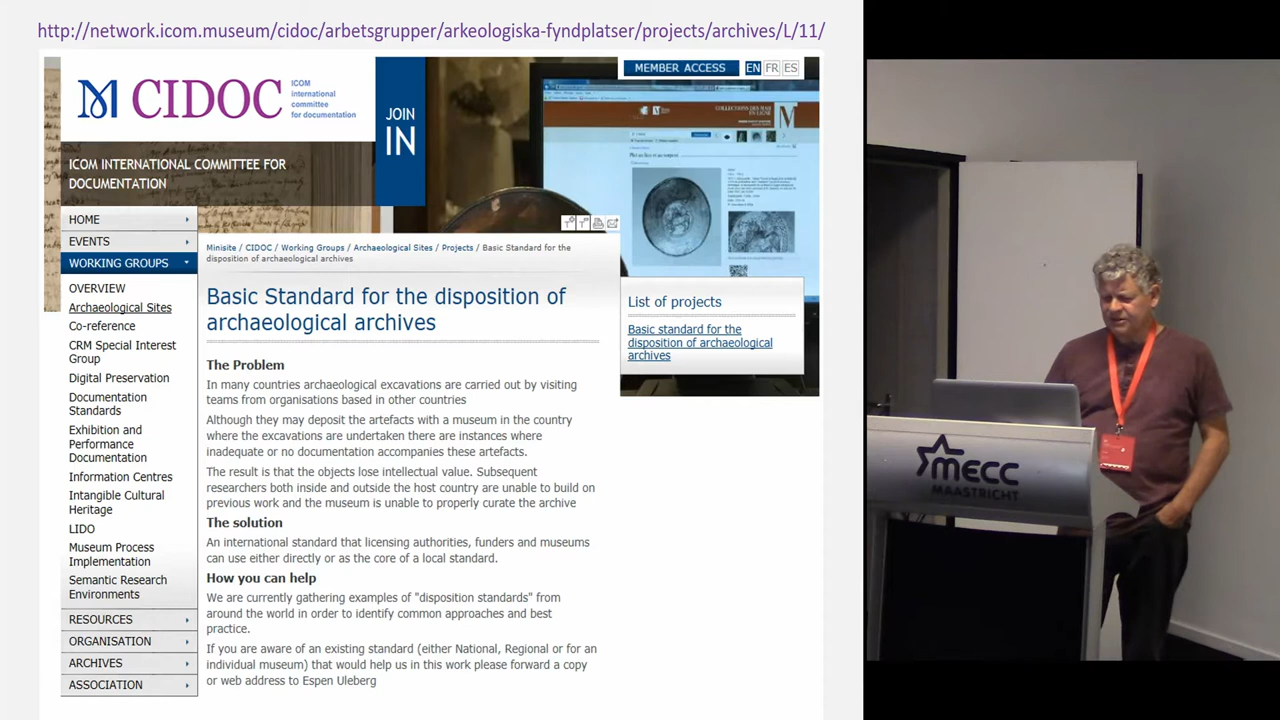 http://network.icom.museum/cidoc/arbetsgrupper/arkeologiska-fyndplatser/projects/archives/L/11/
CIDOC
ICOM
international
committee
for documentation
JOIN
IN
MEMBER ACCESS
EN FR ES
COLLECTIONS DES MAH
EN LIGNE
ICOM INTERNATIONAL COMMITTEE FOR
DOCUMENTATION
HOME
EVENTS
WORKING GROUPS
OVERVIEW
Archaeological Sites
Co-reference
CRM Special Interest
Group
Digital Preservation
Documentation
Standards
Exhibition and
Performance
Documentation
Information Centres
Intangible Cultural
Heritage
LIDO
Museum Process
Implementation
Semantic Research
Environments
RESOURCES
ORGANISATION
ARCHIVES
ASSOCIATION
Minisite / CIDOC / Working Groups / Archaeological Sites / Projects / Basic Standard for the
disposition of archaeological archives
Basic Standard for the disposition of
archaeological archives
The Problem
In many countries archaeological excavations are carried out by visiting
teams from organisations based in other countries
Although they may deposit the artefacts with a museum in the country
where the excavations are undertaken there are instances where
inadequate or no documentation accompanies these artefacts.
The result is that the objects lose intellectual value. Subsequent
researchers both inside and outside the host country are unable to build on
previous work and the museum is unable to properly curate the archive
The solution
An international standard that licensing authorities, funders and museums
can use either directly or as the core of a local standard.
How you can help
We are currently gathering examples of "disposition standards" from
around the world in order to identify common approaches and best
practice.
If you are aware of an existing standard (either National, Regional or for an
individual museum) that would help us in this work please forward a copy
or web address to Espen Uleberg
List of projects
Basic standard for the
disposition of archaeological
archives
MECC
MAASTRICHT